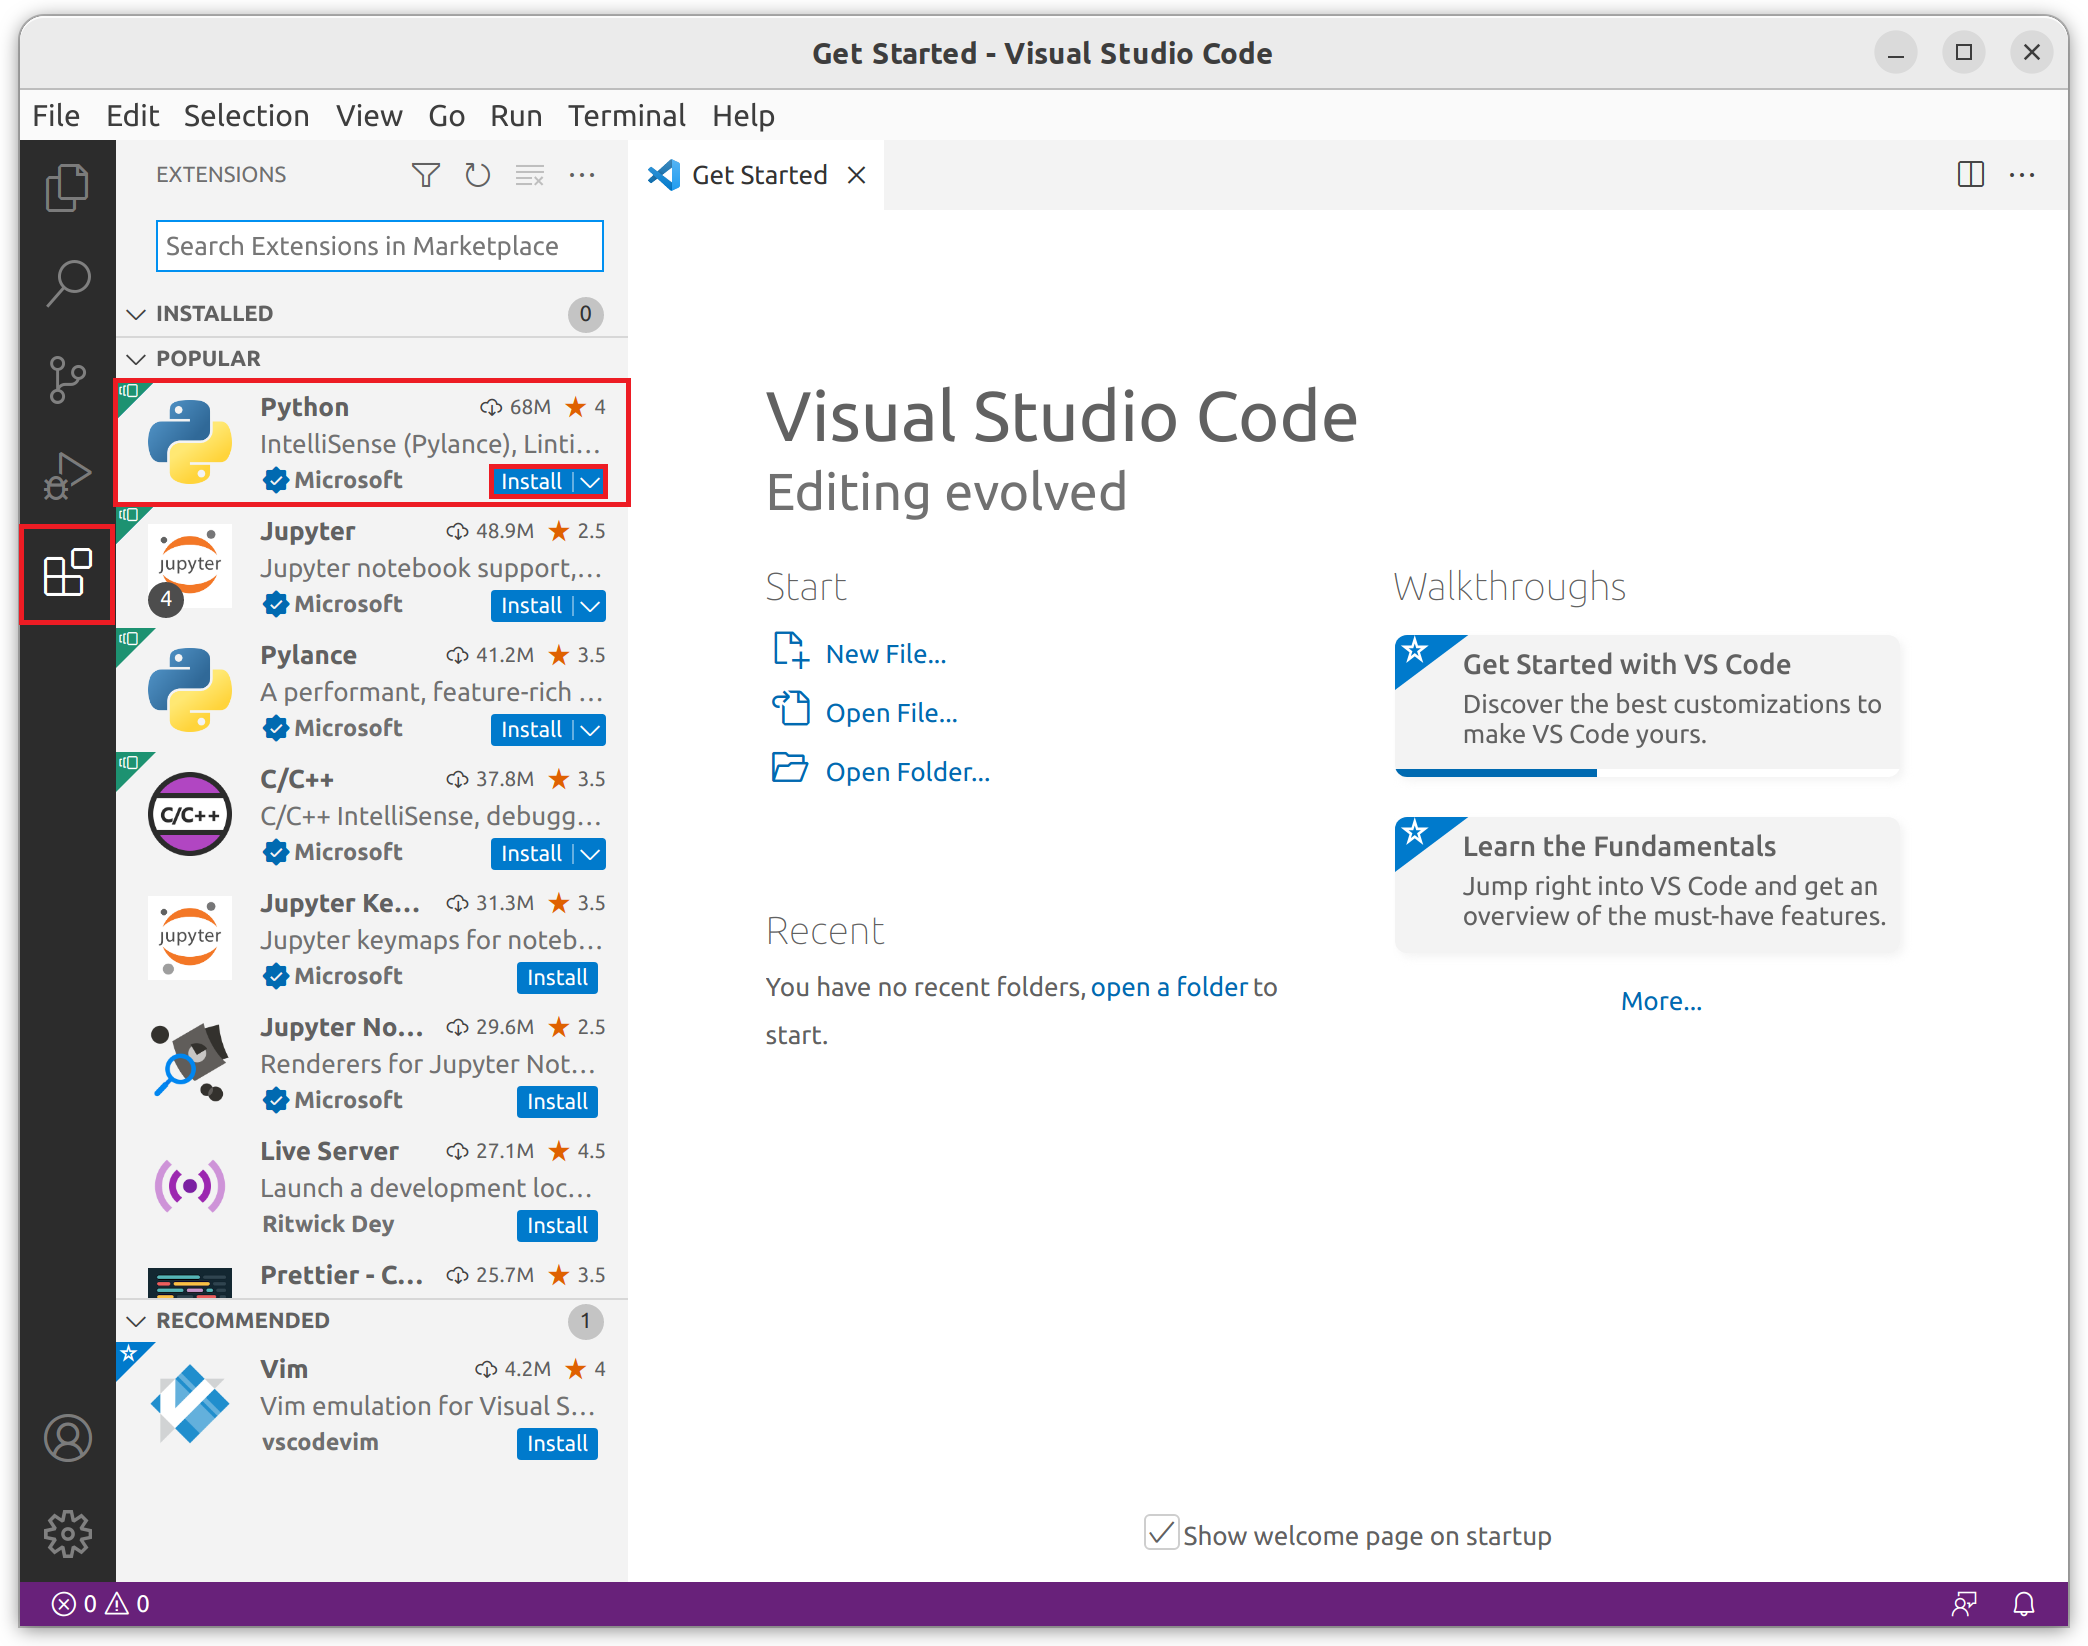 Get Started - Visual Studio Code
File Edit Selection View Go Run Terminal Help
EXTENSIONS
Search Extensions in Marketplace
INSTALLED 0
POPULAR
Python 68M 4
IntelliSense (Pylance), Linti...
Microsoft Install
Jupyter 48.9M 2.5
jupyter
Jupyter notebook support,...
4
Microsoft Install
Pylance 41.2M 3.5
A performant, feature-rich ...
Microsoft Install
C/C++ 37.8M 3.5
C/C++
C/C++ IntelliSense, debugg...
Microsoft Install
Jupyter Ke... 31.3M 3.5
jupyter
Jupyter keymaps for noteb...
Microsoft Install
Jupyter No... 29.6M 2.5
Renderers for Jupyter Not...
Microsoft Install
Live Server 27.1M 4.5
Launch a development loc...
Ritwick Dey Install
Prettier - C... 25.7M 3.5
RECOMMENDED 1
Vim 4.2M 4
Vim emulation for Visual S...
vscodevim Install
Get Started
Visual Studio Code
Editing evolved
Start
New File...
Open File...
Open Folder...
Recent
You have no recent folders, open a folder to
start.
Walkthroughs
Get Started with VS Code
Discover the best customizations to
make VS Code yours.
Learn the Fundamentals
Jump right into VS Code and get an
overview of the must-have features.
More...
Show welcome page on startup
0 0